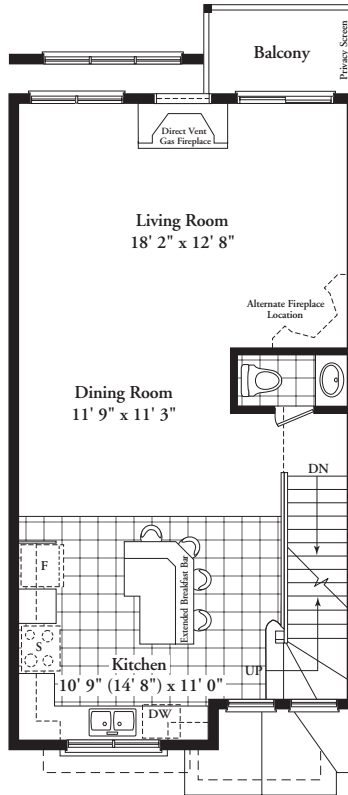 Balcony
Privacy Screen
Direct Vent
Gas Fireplace
Living Room
18' 2" x 12' 8"
Alternate Fireplace
Location
Dining Room
11' 9" x 11' 3"
DN
F
Extended Breakfast Bar
S
Kitchen
UP
10' 9" (14' 8") x 11' 0"
DW